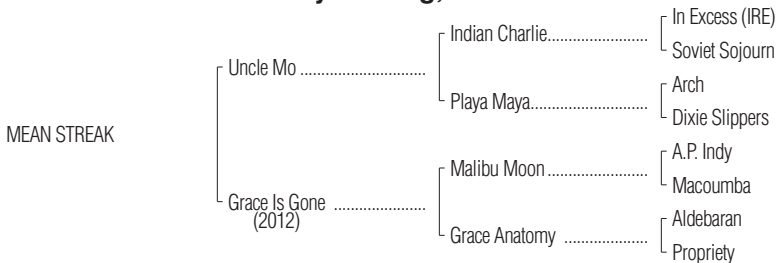 In Excess (IRE)
Indian Charlie........................
Soviet Sojourn
Uncle Mo ..............................
Arch
Playa Maya............................
Dixie Slippers
MEAN STREAK
A.P. Indy
Malibu Moon ........................
Macoumba
Grace Is Gone ......................
(2012)
Aldebaran
Grace Anatomy ....................
Propriety